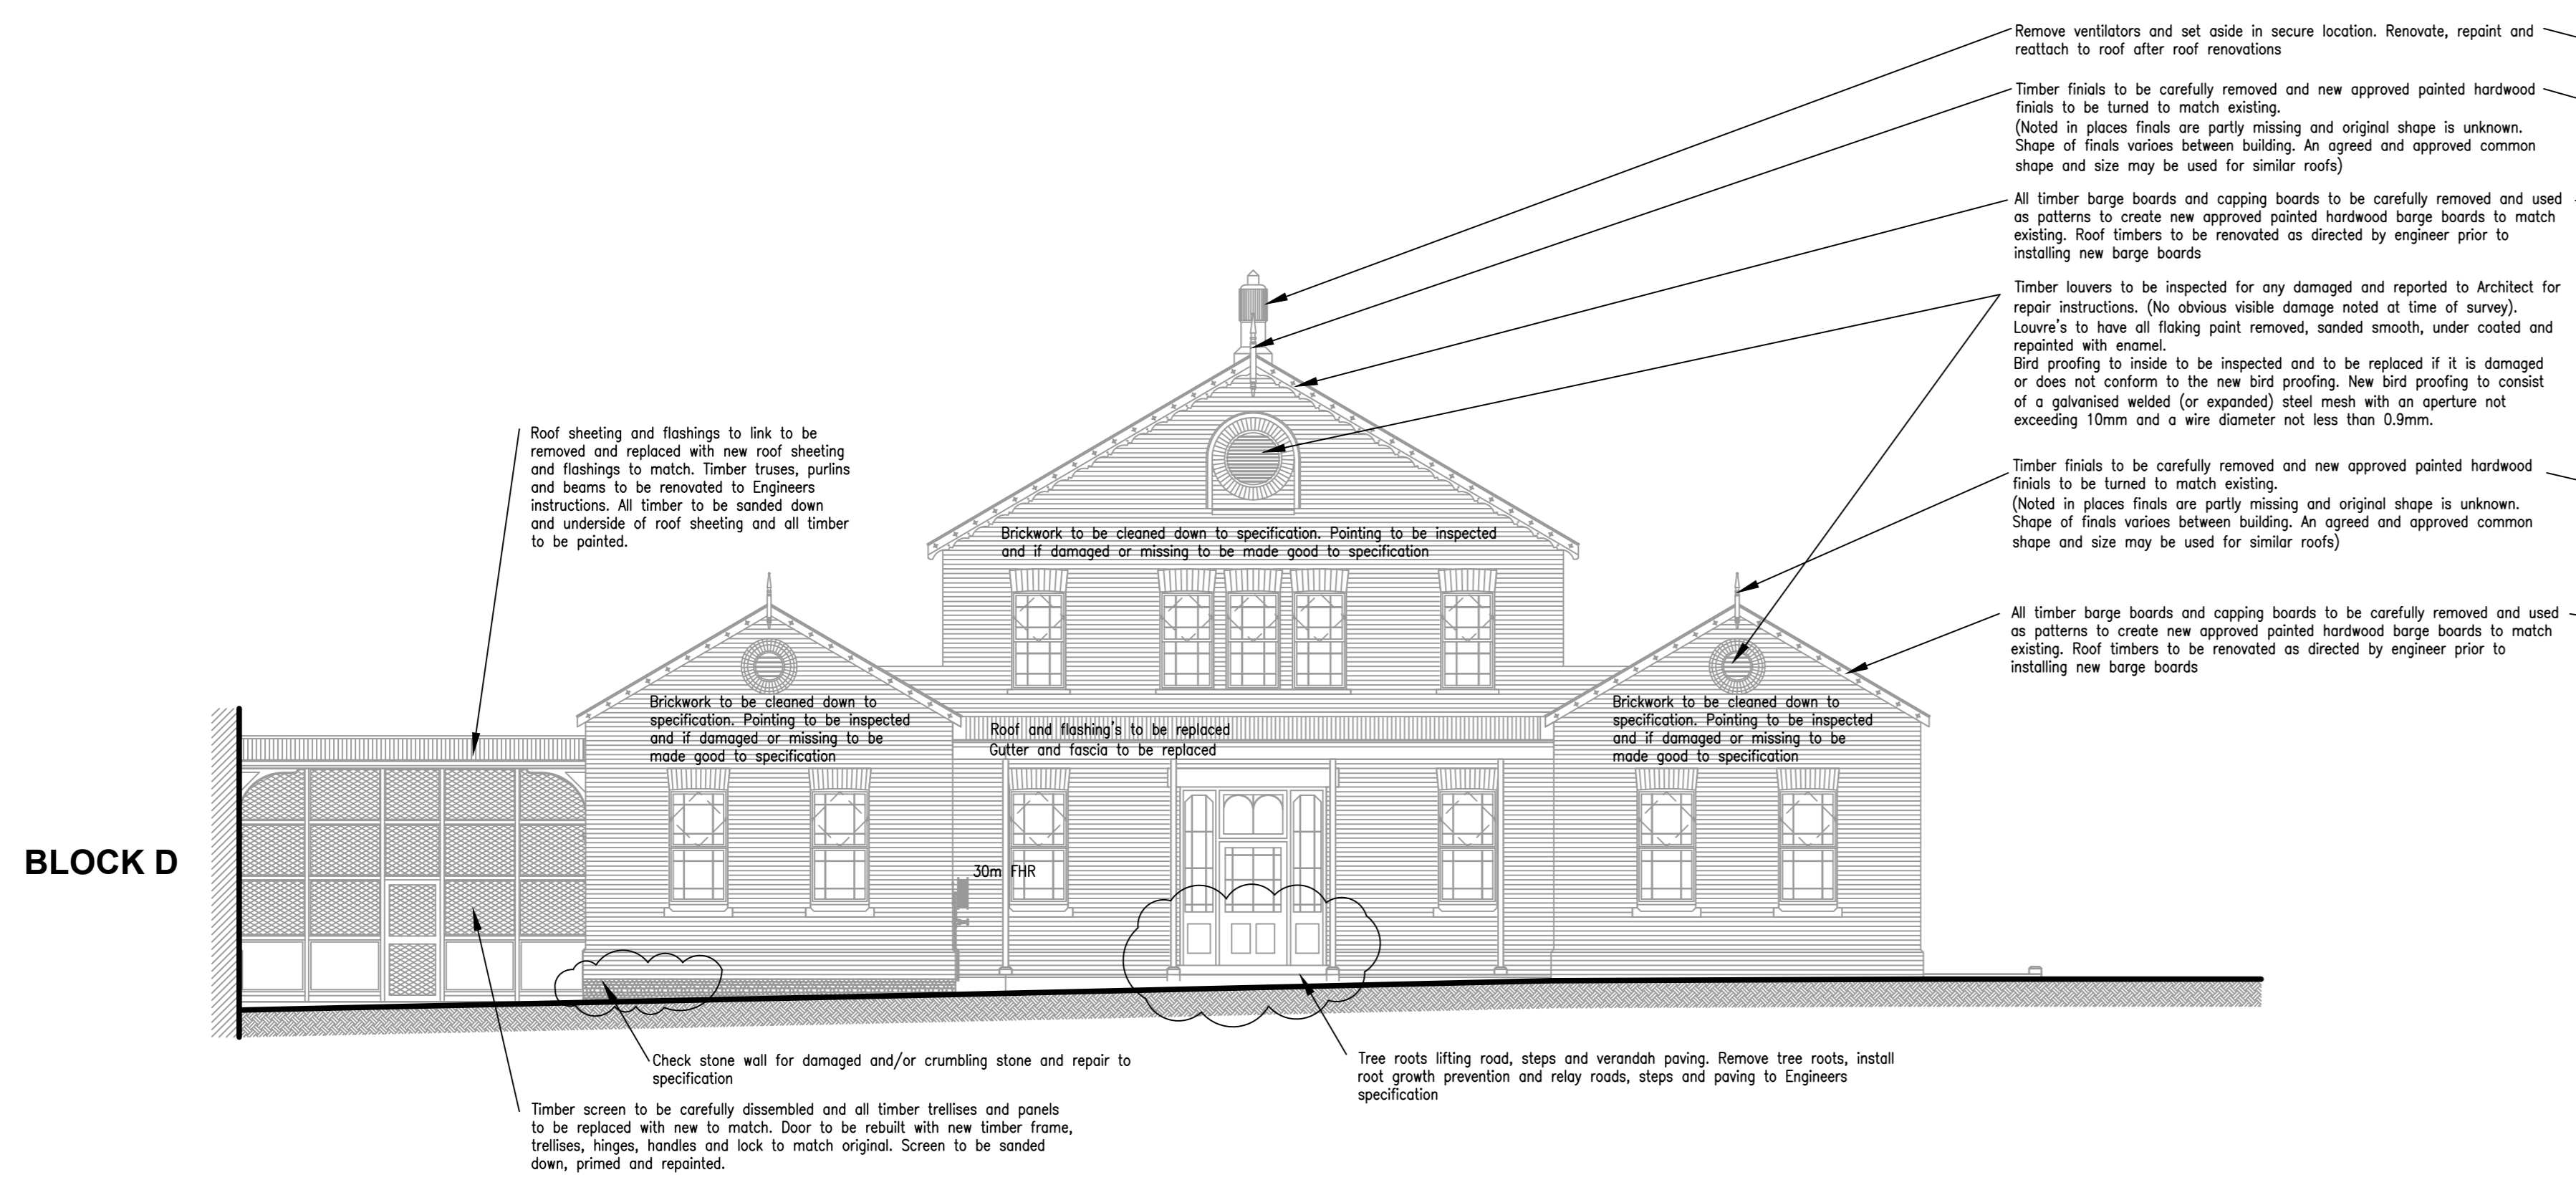 Remove ventilators and set aside in secure location. Renovate, repaint and
reattach to roof after roof renovations
Timber finials to be carefully removed and new approved painted hardwood
finials to be turned to match existing.
(Noted in places finals are partly missing and original shape is unknown.
Shape of finals varioes between building. An agreed and approved common
shape and size may be used for similar roofs)
All timber barge boards and capping boards to be carefully removed and used
as patterns to create new approved painted hardwood barge boards to match
existing. Roof timbers to be renovated as directed by engineer prior to
installing new barge boards
Timber louvers to be inspected for any damaged and reported to Architect for
repair instructions. (No obvious visible damage noted at time of survey).
Louvre's to have all flaking paint removed, sanded smooth, under coated and
repainted with enamel.
Bird proofing to inside to be inspected and to be replaced if it is damaged
or does not conform to the new bird proofing. New bird proofing to consist
of a galvanised welded (or expanded) steel mesh with an aperture not
exceeding 10mm and a wire diameter not less than 0.9mm.
Timber finials to be carefully removed and new approved painted hardwood
finials to be turned to match existing.
(Noted in places finals are partly missing and original shape is unknown.
Shape of finals varioes between building. An agreed and approved common
shape and size may be used for similar roofs)
All timber barge boards and capping boards to be carefully removed and used
as patterns to create new approved painted hardwood barge boards to match
existing. Roof timbers to be renovated as directed by engineer prior to
installing new barge boards
Roof sheeting and flashings to link to be
removed and replaced with new roof sheeting
and flashings to match. Timber truses, purlins
and beams to be renovated to Engineers
instructions. All timber to be sanded down
and underside of roof sheeting and all timber
to be painted.
Brickwork to be cleaned down to specification. Pointing to be inspected
and if damaged or missing to be made good to specification
Brickwork to be cleaned down to
specification. Pointing to be inspected
and if damaged or missing to be
made good to specification
Roof and flashing's to be replaced
Gutter and fascia to be replaced
Brickwork to be cleaned down to
specification. Pointing to be inspected
and if damaged or missing to be
made good to specification
BLOCK D
30m FHR
Check stone wall for damaged and/or crumbling stone and repair to
specification
Tree roots lifting road, steps and verandah paving. Remove tree roots, install
root growth prevention and relay roads, steps and paving to Engineers
specification
Timber screen to be carefully dissembled and all timber trellises and panels
to be replaced with new to match. Door to be rebuilt with new timber frame,
trellises, hinges, handles and lock to match original. Screen to be sanded
down, primed and repainted.